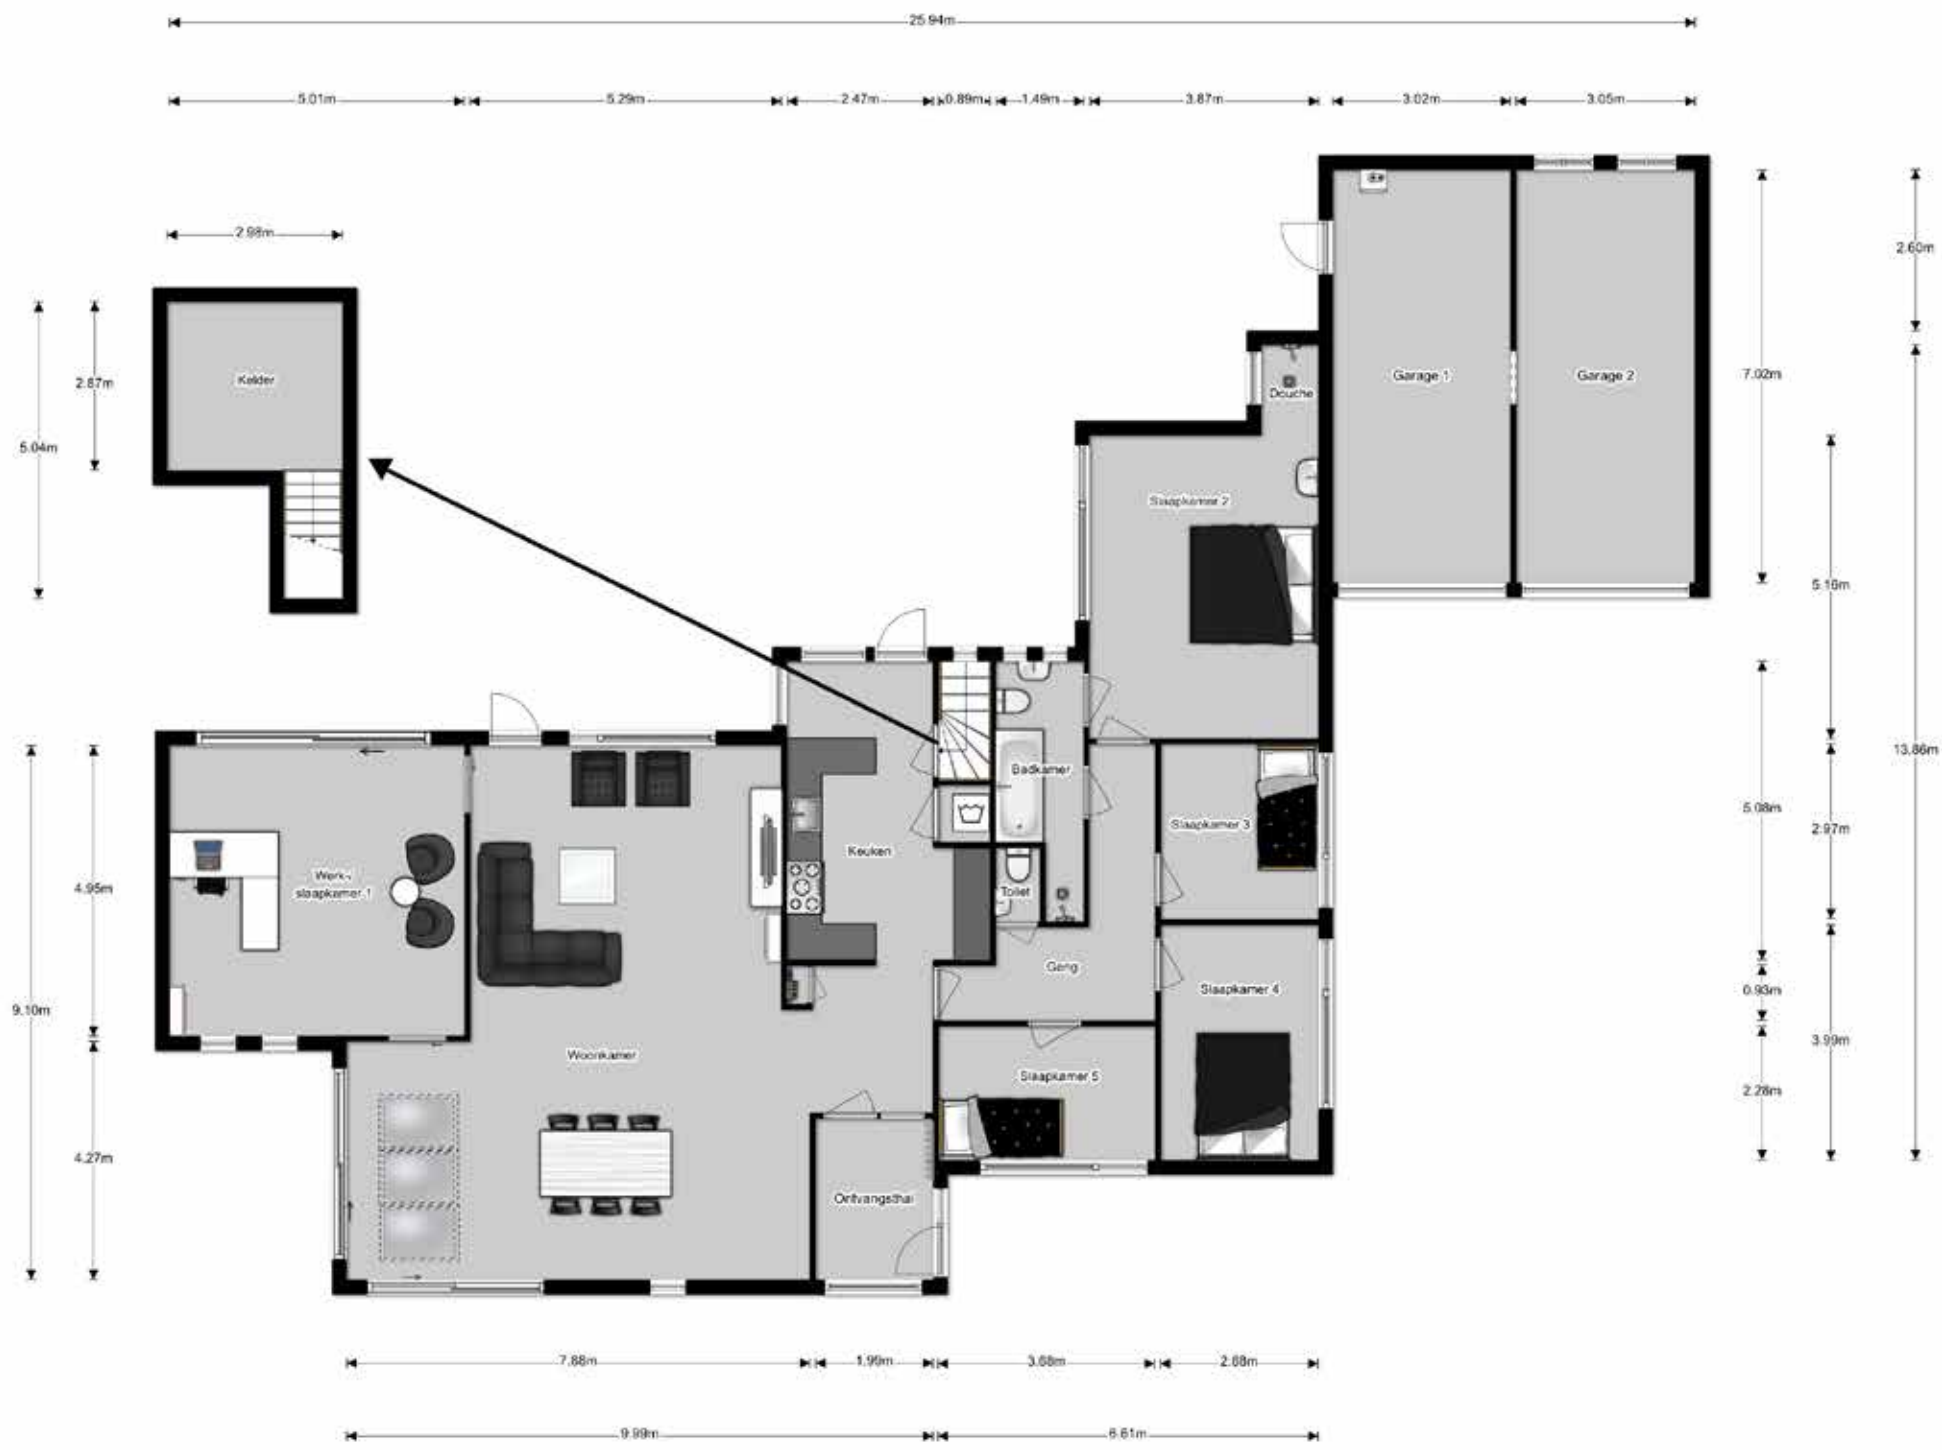 25.94m
5.01m
5.29m
2.47m
0.89m
1.49m
3.87m
3.02m
3.05m
2.98m
2.60m
Kelder
2.87m
5.04m
Garage 1
Garage 2
7.02m
Douche
Slaapkamer 2
5.16m
13.86m
Badkamer
5.08m
Slaapkamer 3
2.97m
Keuken
Werk-\
slaapkamer 1
4.95m
Toilet
Gang
Slaapkamer 4
0.93m
9.10m
Woonkamer
3.99m
Slaapkamer 5
2.28m
4.27m
Ontvangsthal
7.88m
1.99m
3.68m
2.88m
9.99m
6.61m